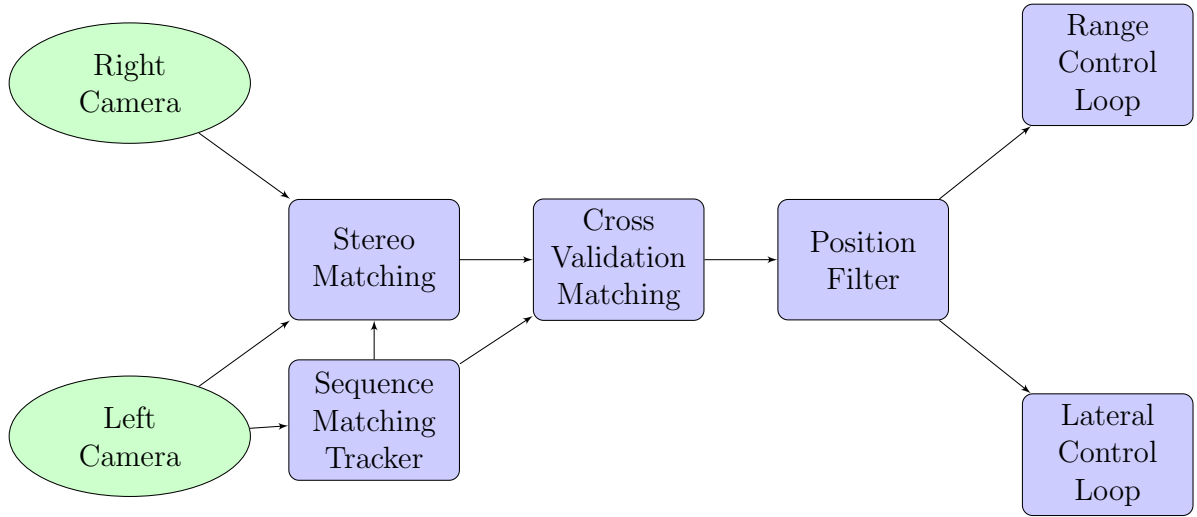 Right
Camera
Range
Control
Loop
Stereo
Matching
Cross
Validation
Matching
Position
Filter
Left
Camera
Sequence
Matching
Tracker
Lateral
Control
Loop